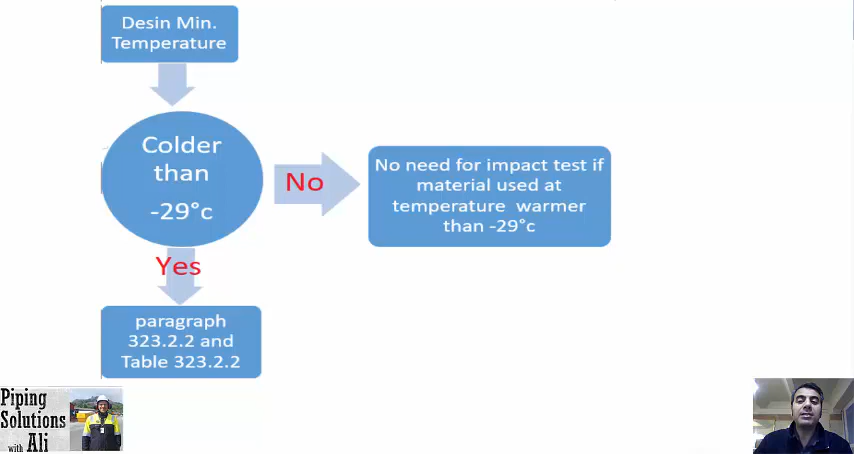 Desin Min.
Temperature
Colder
than
-29°c
No
No need for impact test if
material used at
temperature warmer
than -29°c
Yes
paragraph
323.2.2 and
Table 323.2.2
Piping
Solutions
with Ali